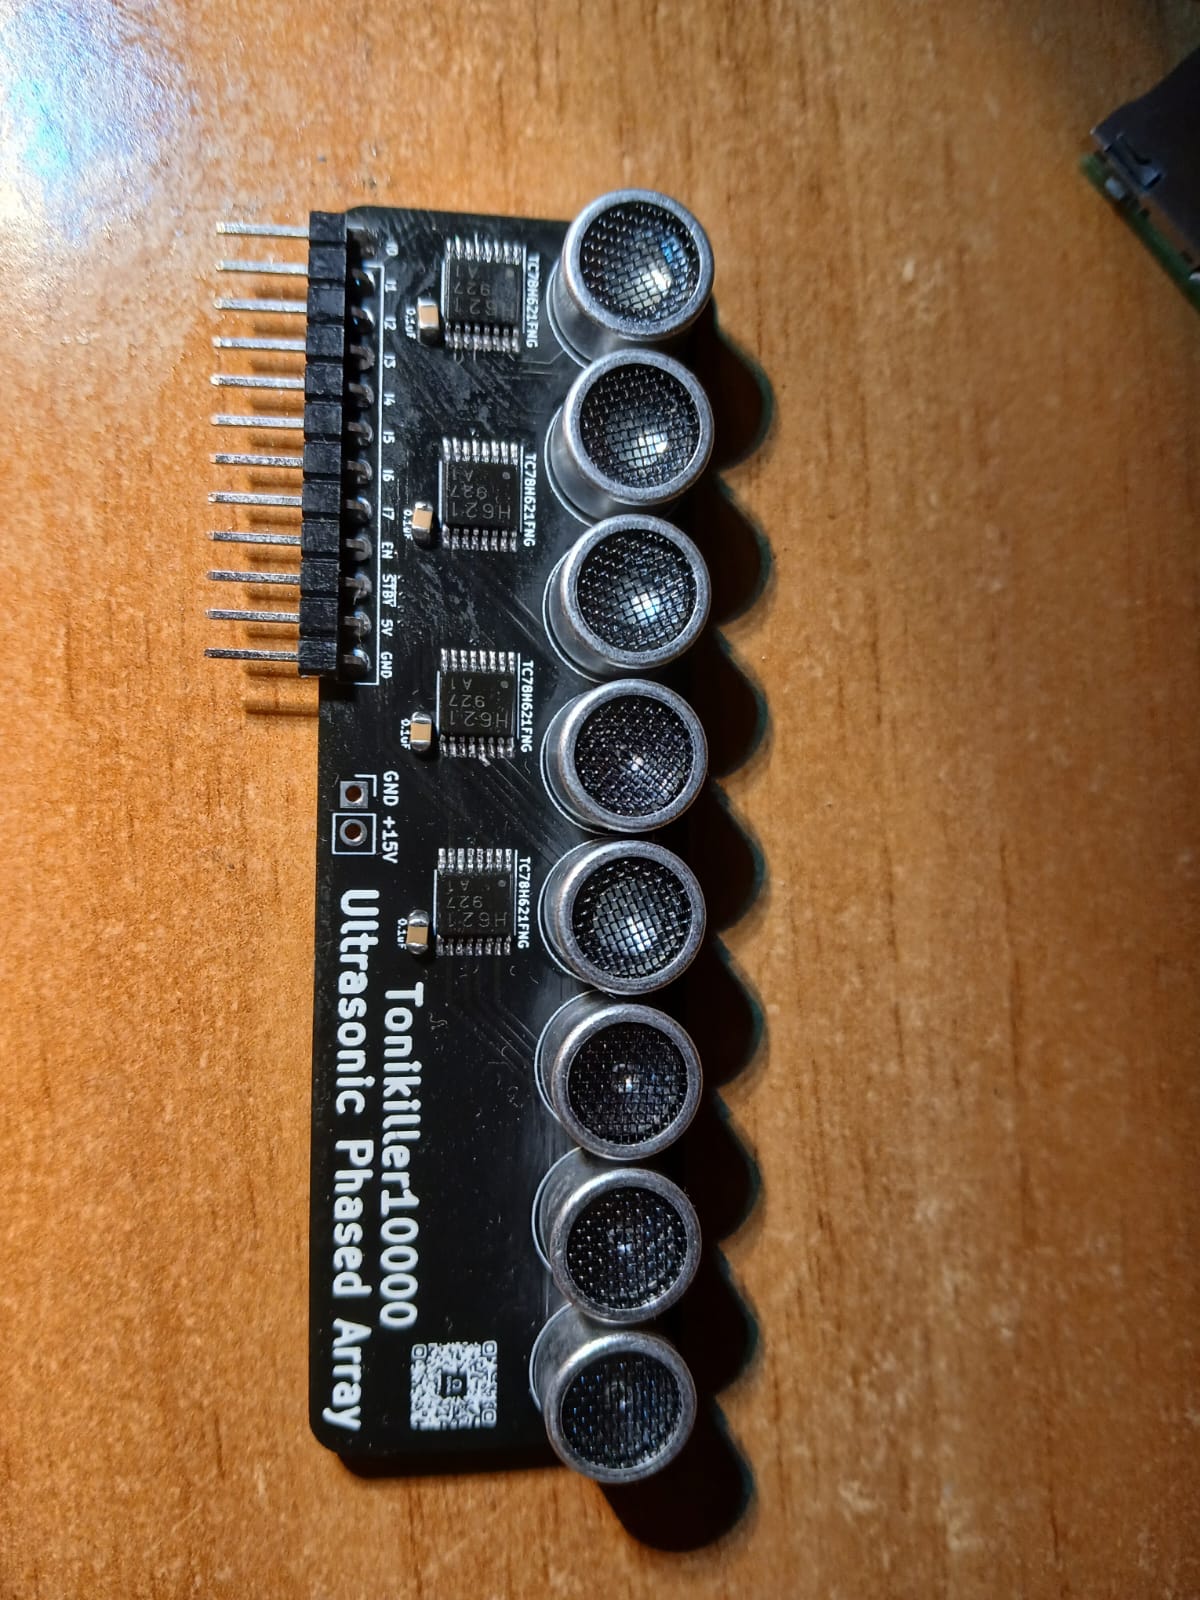 I0
I1
I2
I3
I4
I5
I6
I7
EN
STBY
5V
GND
GND +15V
TC78H621FNG
H621
927
A1
0.1uF
TC78H621FNG
H621
927
A1
0.1uF
TC78H621FNG
H621
927
A1
0.1uF
TC78H621FNG
H621
927
A1
0.1uF
Tonikiller10000
Ultrasonic Phased Array